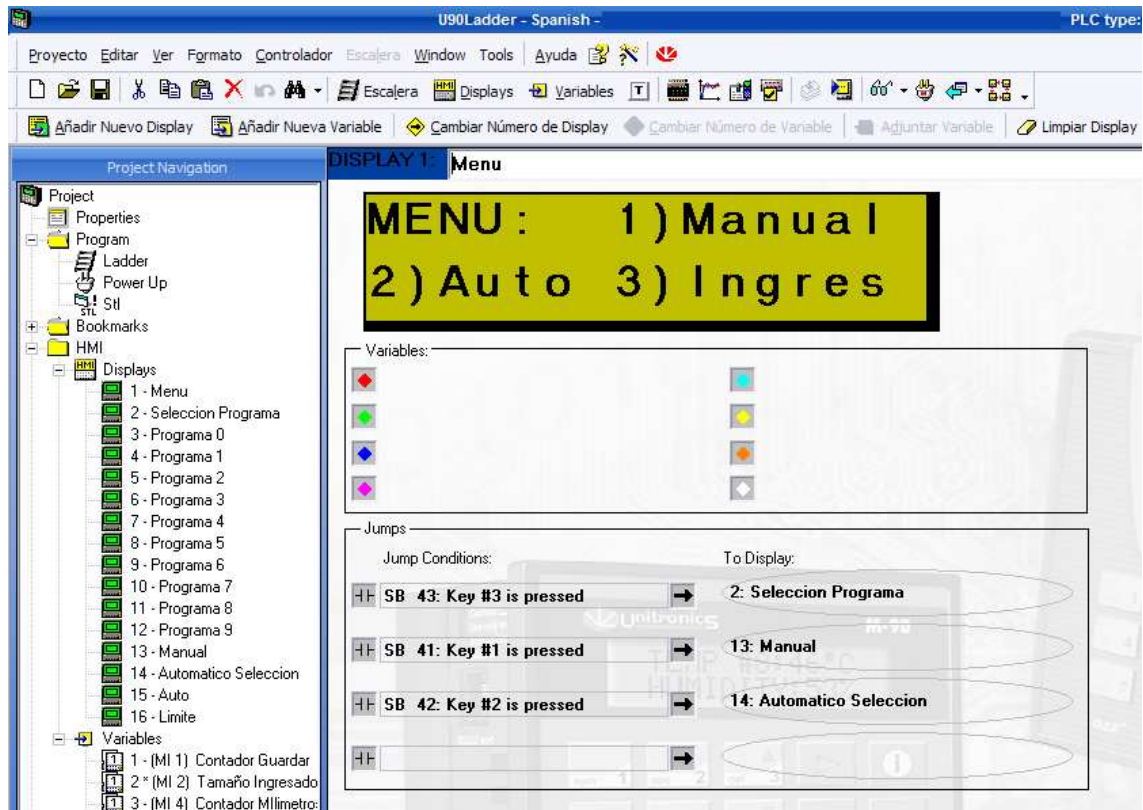 U90Ladder - Spanish - PLC type:
Proyecto Editar Ver Formato Controlador Escalera Window Tools Ayuda
Escalera Displays Variables
Añadir Nuevo Display Añadir Nueva Variable Cambiar Número de Display Cambiar Número de Variable Adjuntar Variable Limpiar Display
Project Navigation
DISPLAY 1: Menu
Project
Properties
Program
Ladder
Power Up
Stl
Bookmarks
HMI
Displays
1 - Menu
2 - Seleccion Programa
3 - Programa 0
4 - Programa 1
5 - Programa 2
6 - Programa 3
7 - Programa 4
8 - Programa 5
9 - Programa 6
10 - Programa 7
11 - Programa 8
12 - Programa 9
13 - Manual
14 - Automatico Seleccion
15 - Auto
16 - Limite
Variables
1 - (MI 1) Contador Guardar
2 * (MI 2) Tamaño Ingresado
3 - (MI 4) Contador MIlimetro:
MENU: 1)Manual
2)Auto 3)Ingres
Variables:
Jumps
Jump Conditions: To Display:
SB 43: Key #3 is pressed 2: Seleccion Programa
SB 41: Key #1 is pressed 13: Manual
SB 42: Key #2 is pressed 14: Automatico Seleccion
Unitronics
M-90